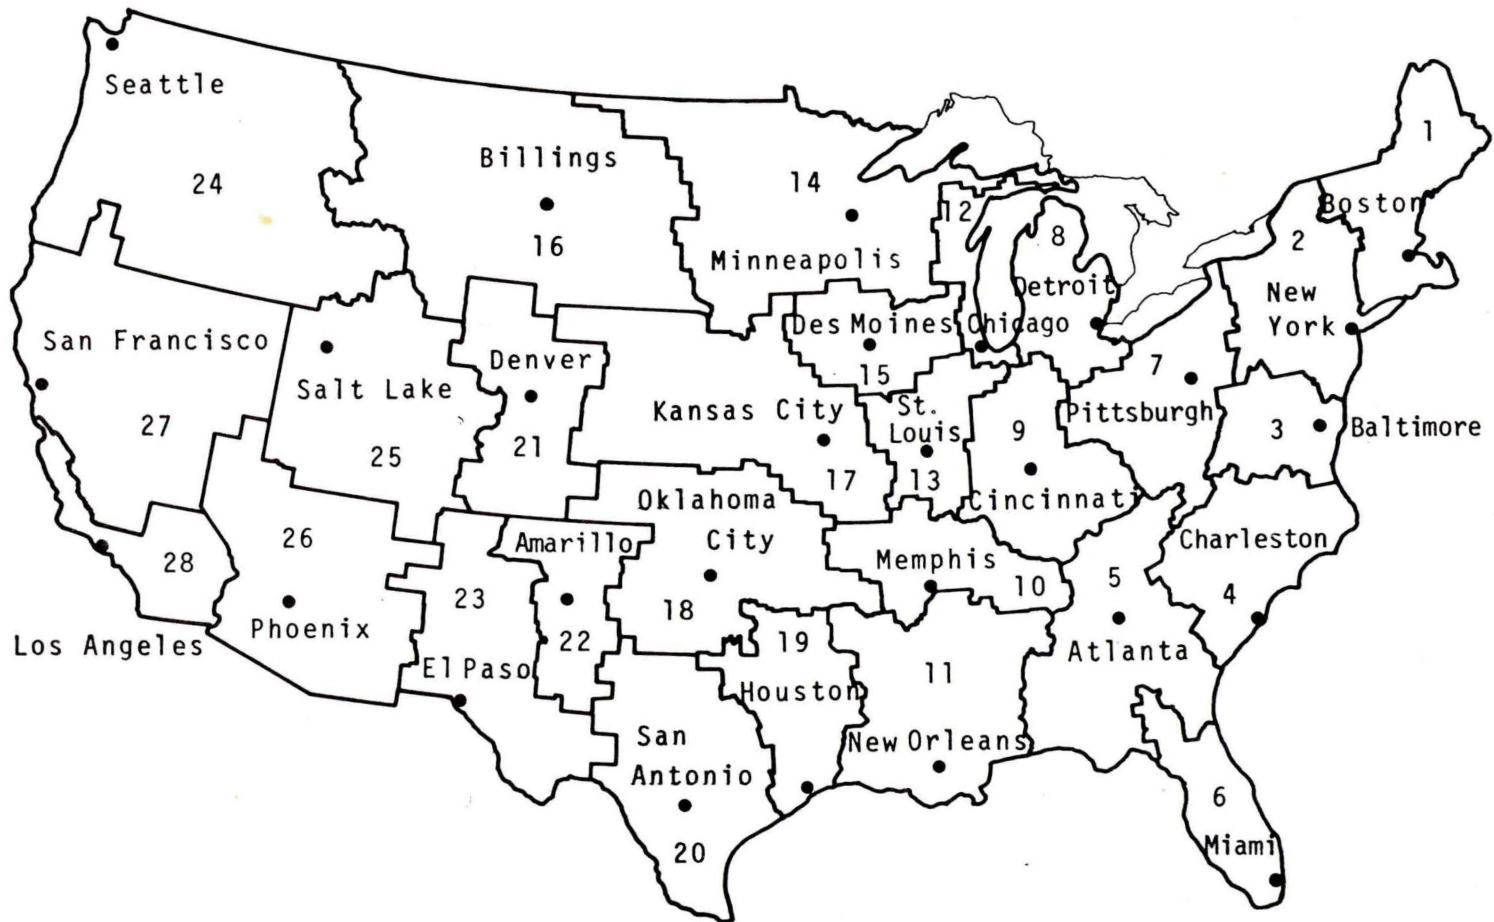 Seattle
24
Billings
16
14
Minneapolis
12
8
Detroit
1
Boston
2
New
York
San Francisco
27
Salt Lake
25
Denver
21
Des Moines
15
Chicago
Kansas City
17
St.
Louis
13
9
Cincinnati
7
Pittsburgh
3
Baltimore
28
Los Angeles
26
Phoenix
23
El Paso
Amarillo
22
Oklahoma
City
18
Memphis
10
5
Atlanta
Charleston
4
19
Houston
11
New Orleans
San
Antonio
20
6
Miami